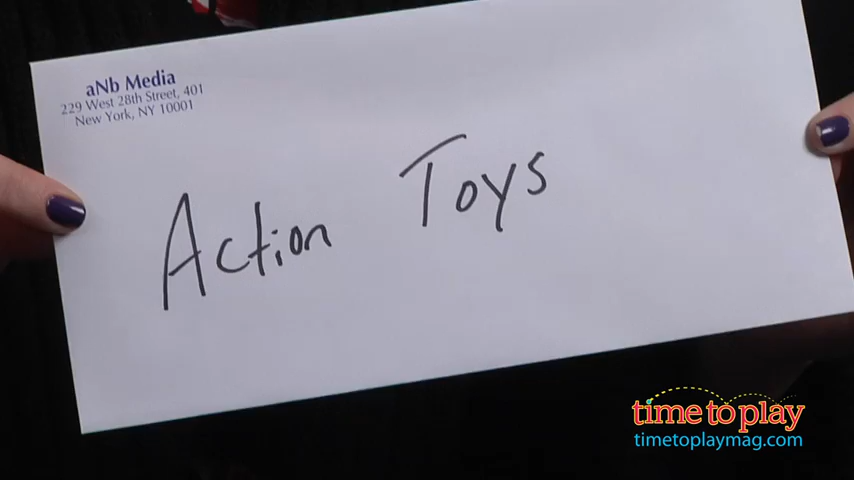 aNb Media
229 West 28th Street, 401
New York, NY 10001
Action Toys
time to play
timetoplaymag.com